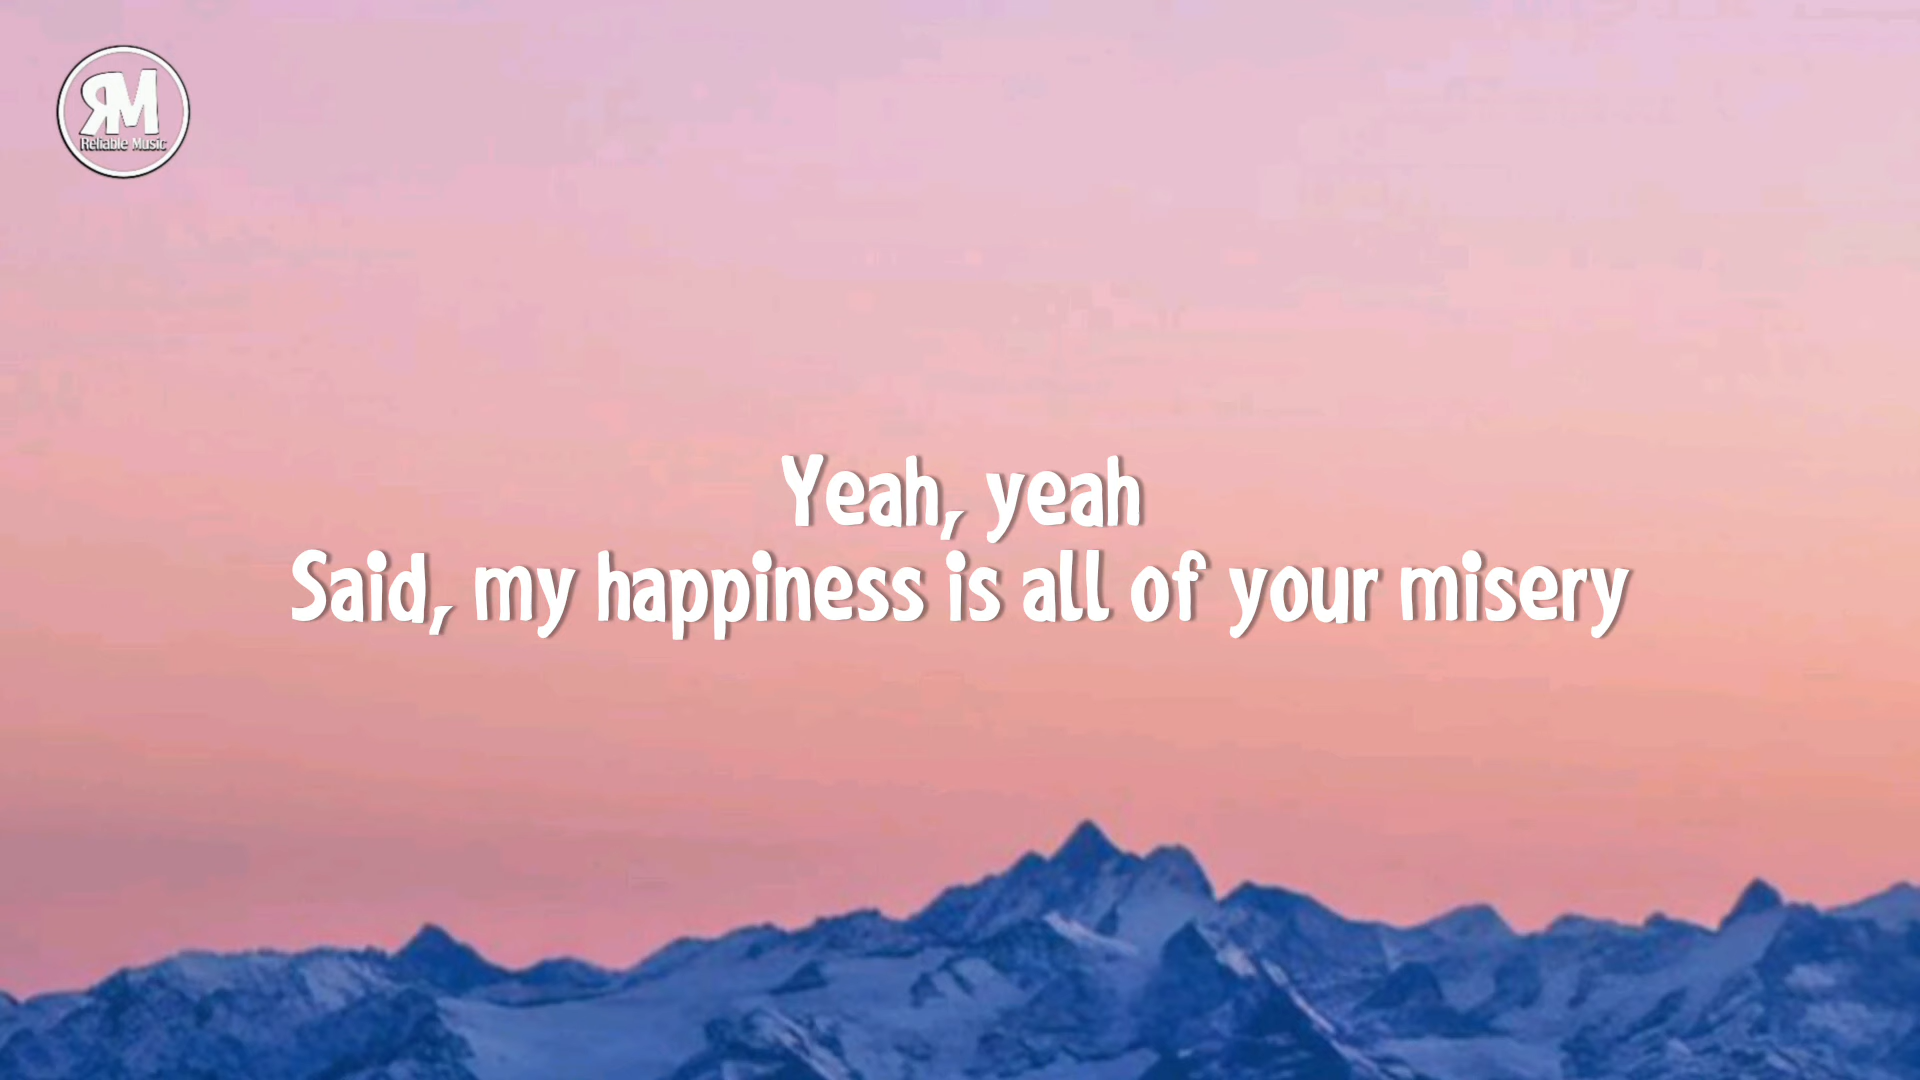 RM
Reliable Music
Yeah, yeah
Said, my happiness is all of your misery